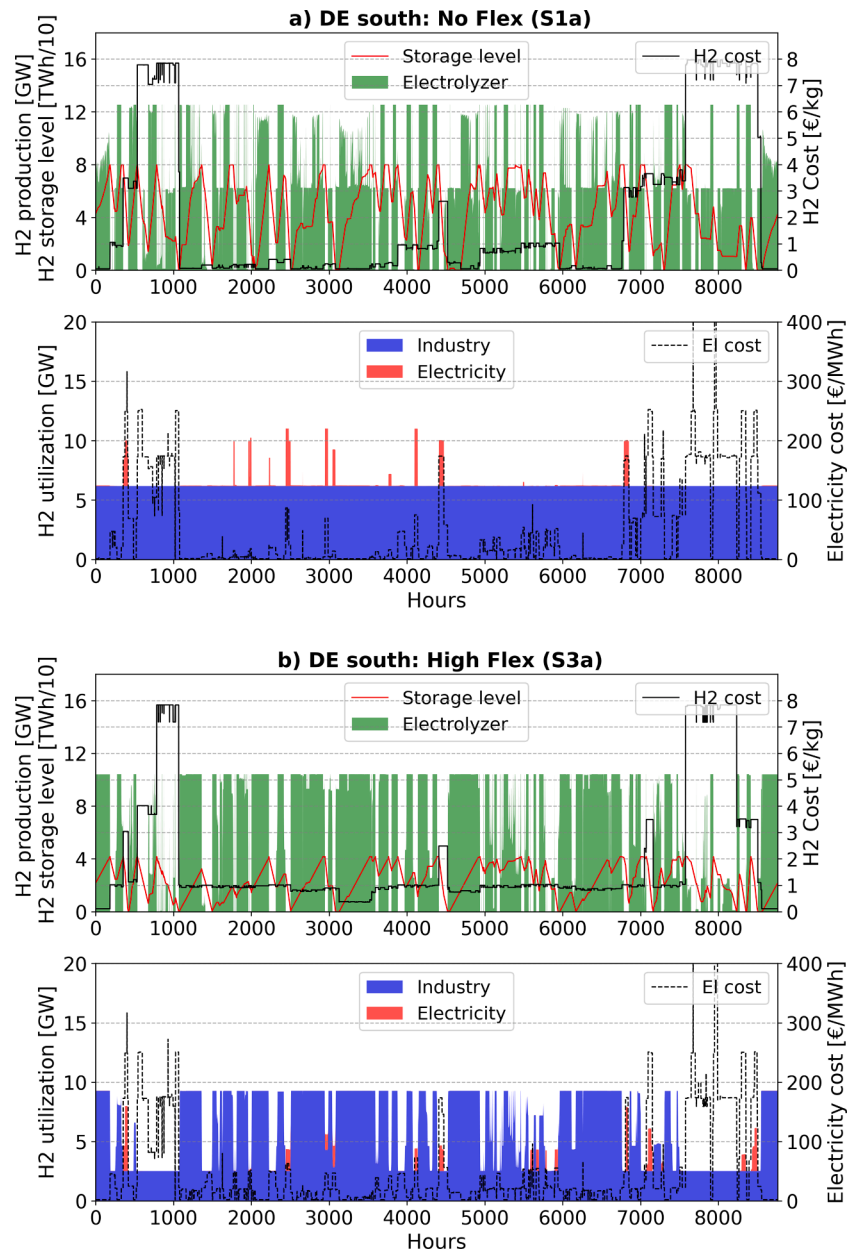 a) DE south: No Flex (S1a)
H2 production [GW]
H2 storage level [TWh/10]
16
12
8
4
0
Storage level
Electrolyzer
H2 cost
8
7
6
5
4
3
2
1
0
H2 Cost [€/kg]
0 1000 2000 3000 4000 5000 6000 7000 8000
H2 utilization [GW]
20
15
10
5
0
Industry
Electricity
El cost
400
300
200
100
0
Electricity cost [€/MWh]
0 1000 2000 3000 4000 5000 6000 7000 8000
Hours
b) DE south: High Flex (S3a)
H2 production [GW]
H2 storage level [TWh/10]
16
12
8
4
0
Storage level
Electrolyzer
H2 cost
8
7
6
5
4
3
2
1
0
H2 Cost [€/kg]
0 1000 2000 3000 4000 5000 6000 7000 8000
H2 utilization [GW]
20
15
10
5
0
Industry
Electricity
El cost
400
300
200
100
0
Electricity cost [€/MWh]
0 1000 2000 3000 4000 5000 6000 7000 8000
Hours